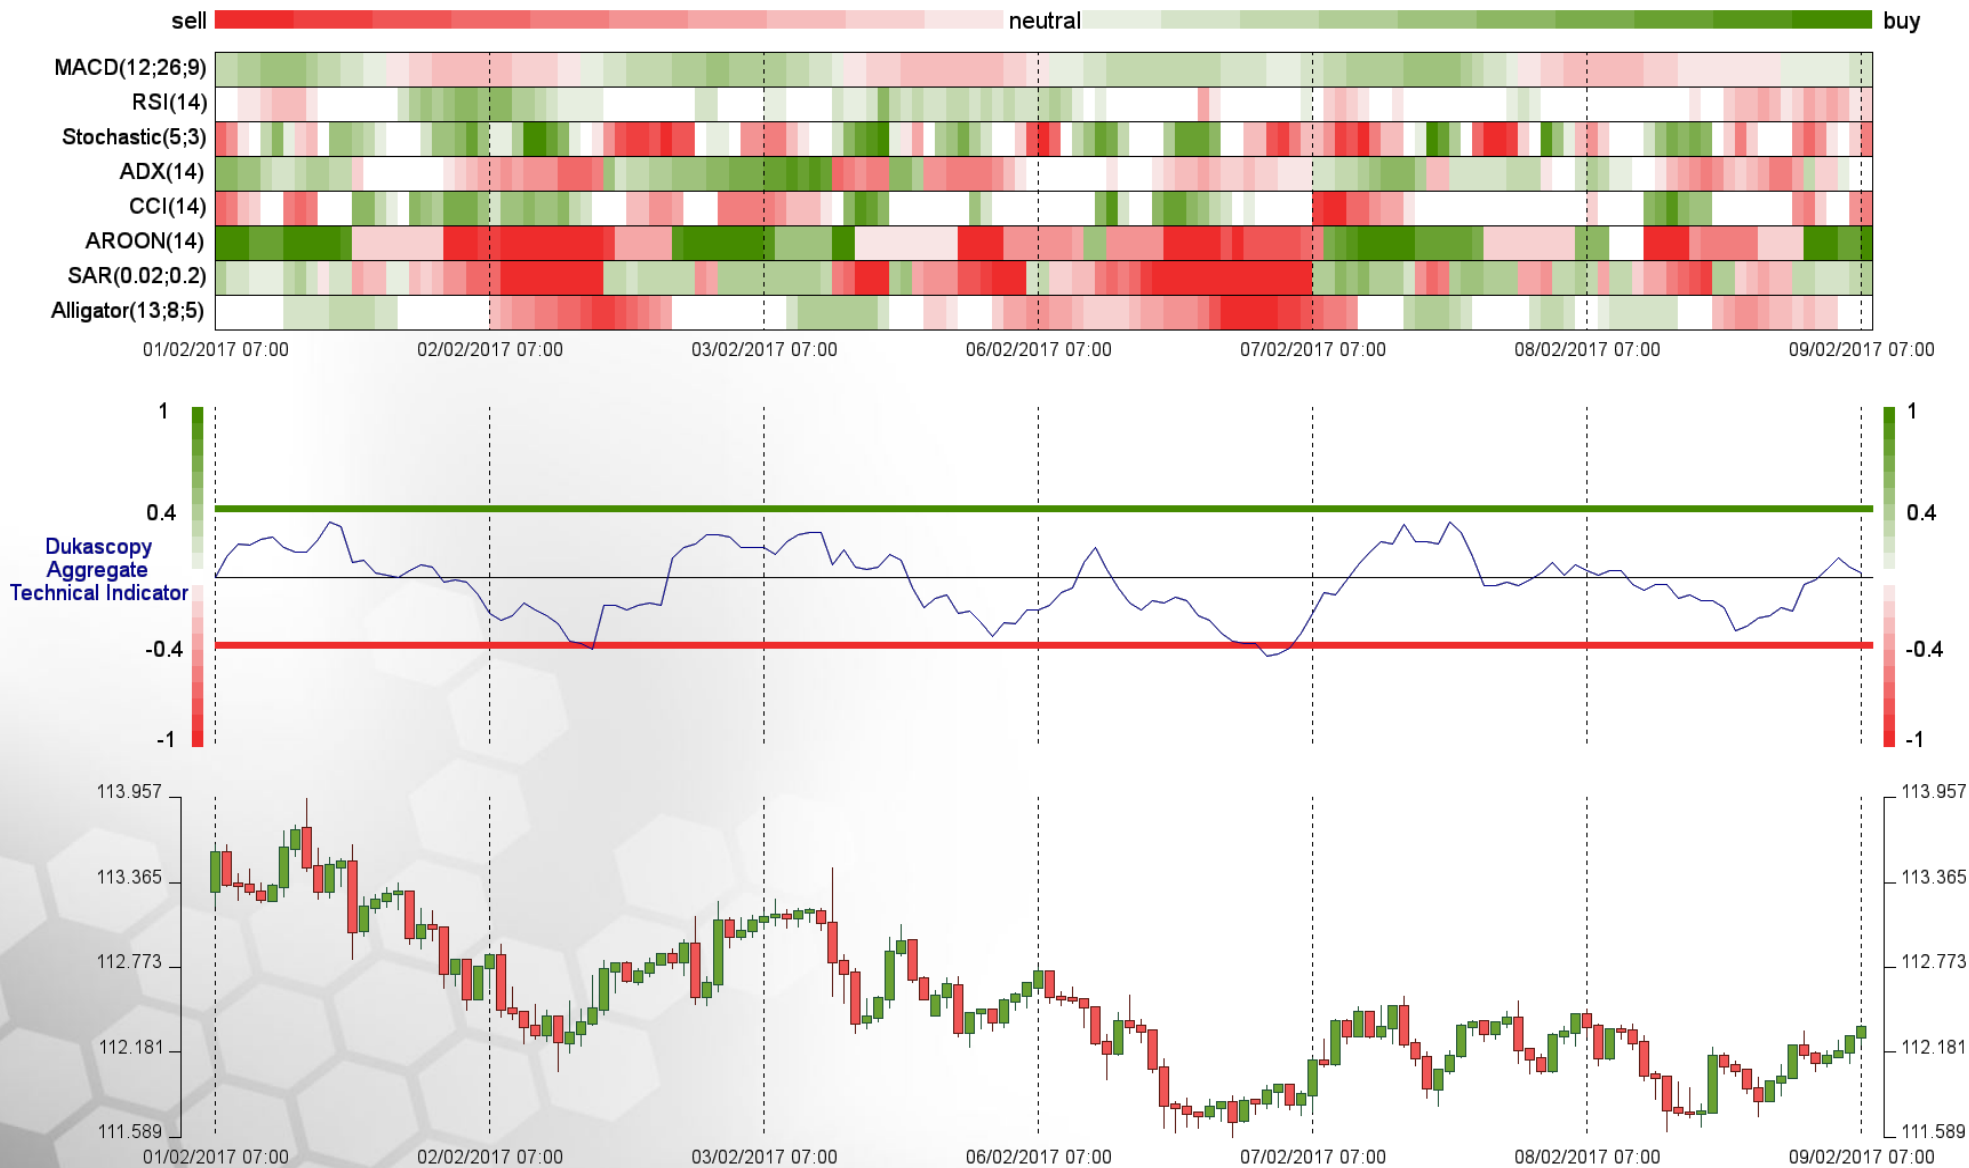 sell neutral buy
MACD(12;26;9)
RSI(14)
Stochastic(5;3)
ADX(14)
CCI(14)
AROON(14)
SAR(0.02;0.2)
Alligator(13;8;5)
01/02/2017 07:00 02/02/2017 07:00 03/02/2017 07:00 06/02/2017 07:00 07/02/2017 07:00 08/02/2017 07:00 09/02/2017 07:00
1 1
0.4 0.4
Dukascopy
Aggregate
Technical Indicator
-0.4 -0.4
-1 -1
113.957 113.957
113.365 113.365
112.773 112.773
112.181 112.181
111.589 111.589
01/02/2017 07:00 02/02/2017 07:00 03/02/2017 07:00 06/02/2017 07:00 07/02/2017 07:00 08/02/2017 07:00 09/02/2017 07:00